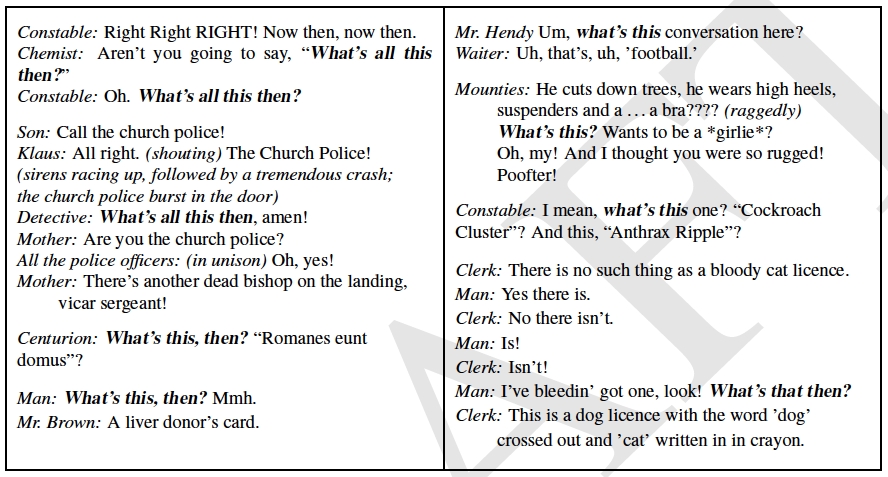 Constable: Right Right RIGHT! Now then, now then.
Chemist: Aren’t you going to say, “What’s all this
then?”
Constable: Oh. What’s all this then?
Son: Call the church police!
Klaus: All right. (shouting) The Church Police!
(sirens racing up, followed by a tremendous crash;
the church police burst in the door)
Detective: What’s all this then, amen!
Mother: Are you the church police?
All the police officers: (in unison) Oh, yes!
Mother: There’s another dead bishop on the landing,
vicar sergeant!
Centurion: What’s this, then? “Romanes eunt
domus”?
Man: What’s this, then? Mmh.
Mr. Brown: A liver donor’s card.
Mr. Hendy Um, what’s this conversation here?
Waiter: Uh, that’s, uh, ’football.’
Mounties: He cuts down trees, he wears high heels,
suspenders and a ... a bra???? (raggedly)
What’s this? Wants to be a *girlie*?
Oh, my! And I thought you were so rugged!
Poofter!
Constable: I mean, what’s this one? “Cockroach
Cluster”? And this, “Anthrax Ripple”?
Clerk: There is no such thing as a bloody cat licence.
Man: Yes there is.
Clerk: No there isn’t.
Man: Is!
Clerk: Isn’t!
Man: I’ve bleedin’ got one, look! What’s that then?
Clerk: This is a dog licence with the word ’dog’
crossed out and ’cat’ written in in crayon.